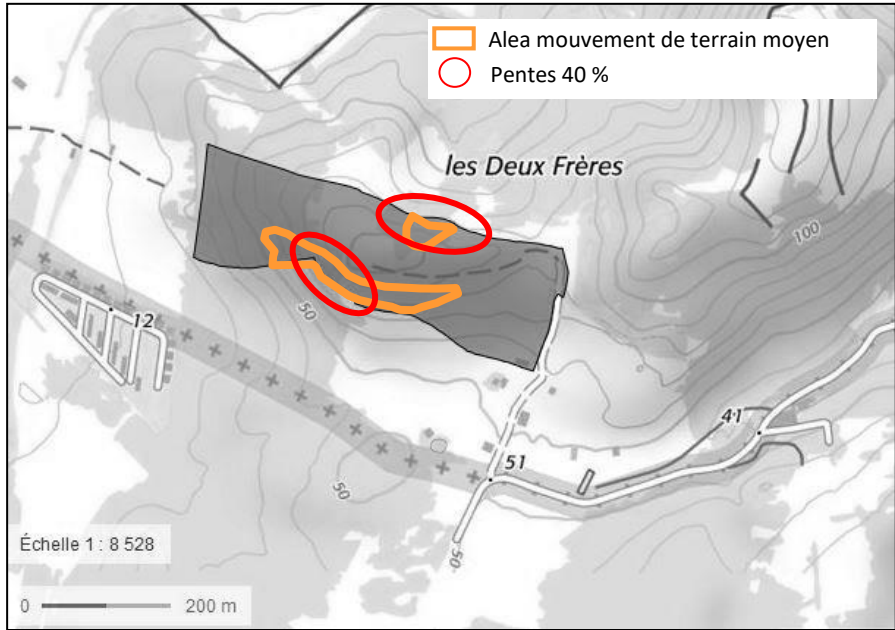 Alea mouvement de terrain moyen
Pentes 40 %
les Deux Frères
100
50
12
41
51
50
50
Échelle 1 : 8 528
0 200 m